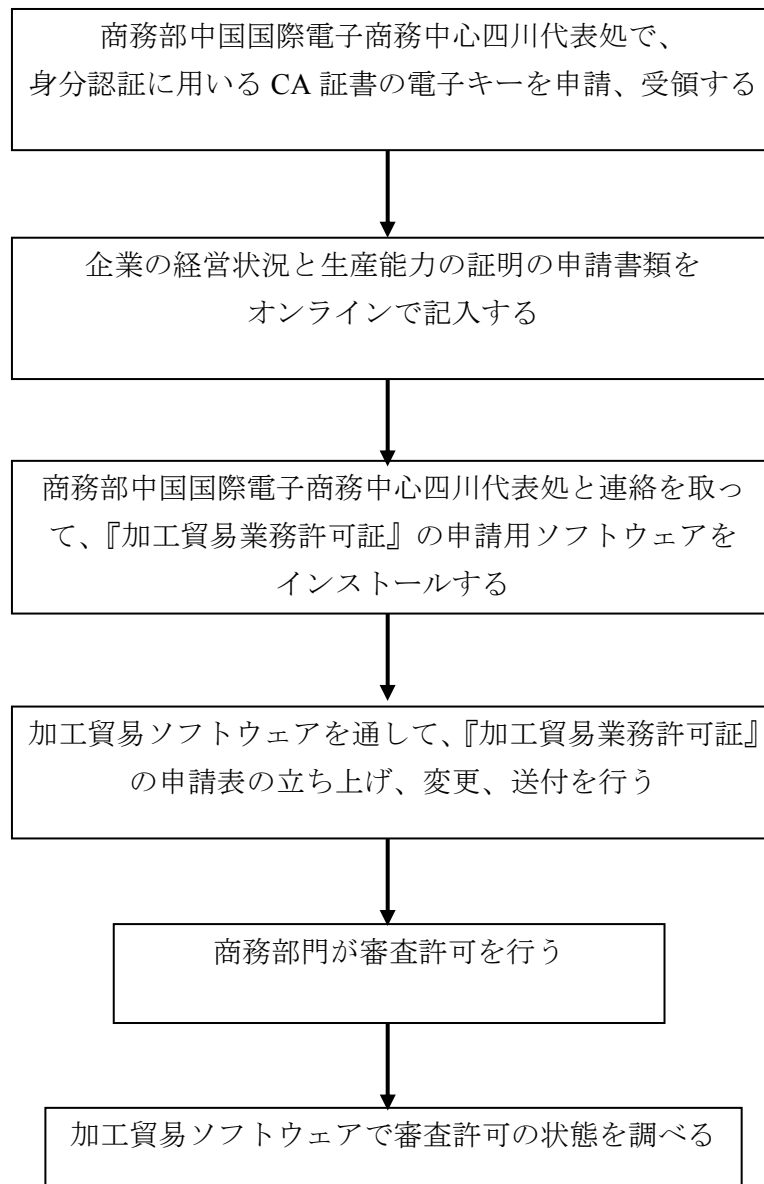 商務部中国国際電子商務中心四川代表処で、
身分認証に用いる CA 証書の電子キーを申請、受領する
企業の経営状況と生産能力の証明の申請書類を
オンラインで記入する
商務部中国国際電子商務中心四川代表処と連絡を取っ
て、『加工貿易業務許可証』の申請用ソフトウェアを
インストールする
加工貿易ソフトウェアを通して、『加工貿易業務許可証』
の申請表の立ち上げ、変更、送付を行う
商務部門が審査許可を行う
加工貿易ソフトウェアで審査許可の状態を調べる